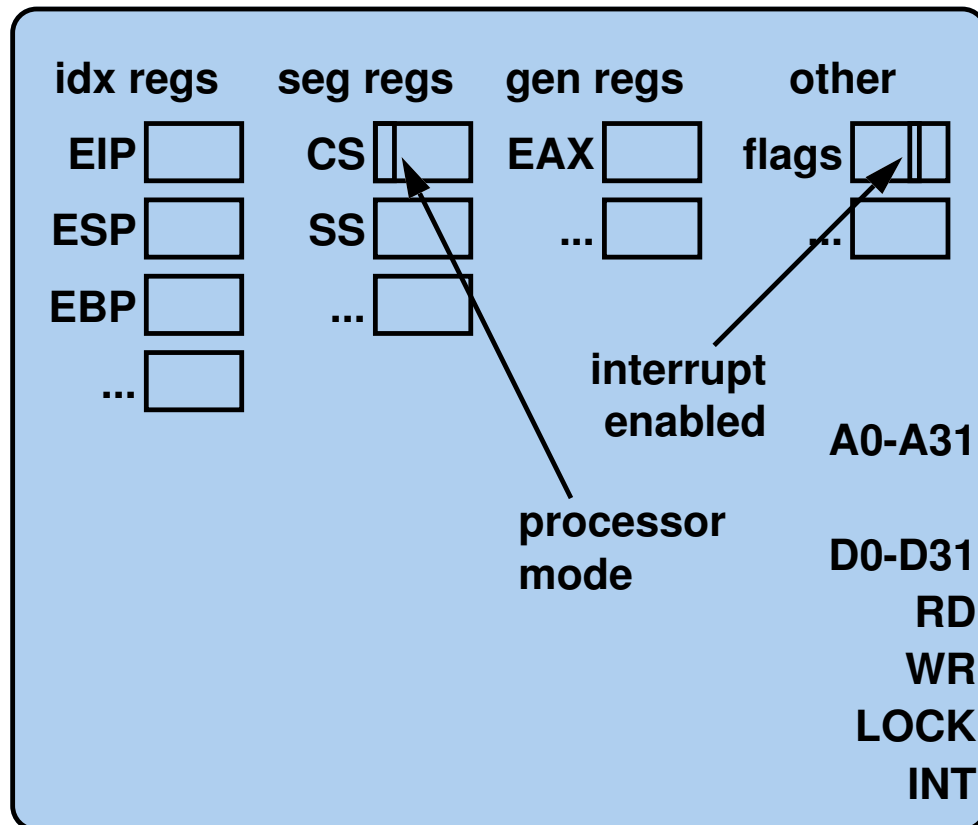 idx regs seg regs gen regs other
EIP CS EAX flags
ESP SS ... ...
EBP ...
...
interrupt
enabled
A0-A31
processor
mode
D0-D31
RD
WR
LOCK
INT